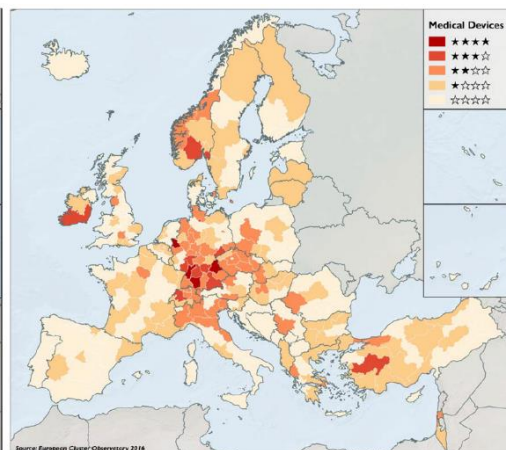 Medical Devices
★★★★
★★★☆
★★☆☆
★☆☆☆
☆☆☆☆
Source: European Cluster Observatory 2016